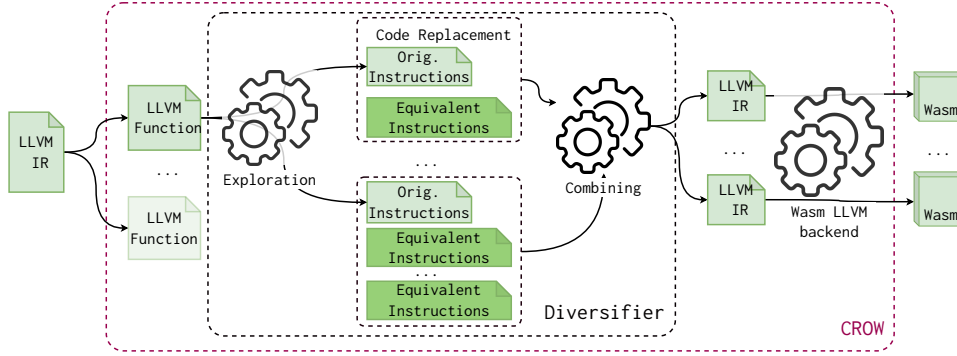 LLVM
IR
LLVM
Function
...
LLVM
Function
Exploration
Code Replacement
Orig.
Instructions
Equivalent
Instructions
...
Orig.
Instructions
Equivalent
Instructions
...
Equivalent
Instructions
Combining
Diversifier
LLVM
IR
...
LLVM
IR
Wasm LLVM
backend
Wasm
...
Wasm
CROW